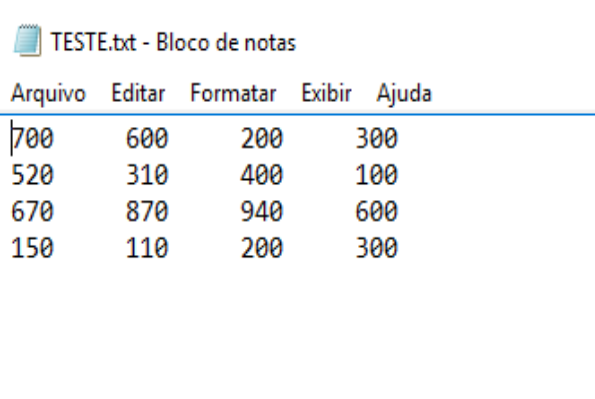 TESTE.txt - Bloco de notas
Arquivo Editar Formatar Exibir Ajuda
700 600 200 300
520 310 400 100
670 870 940 600
150 110 200 300